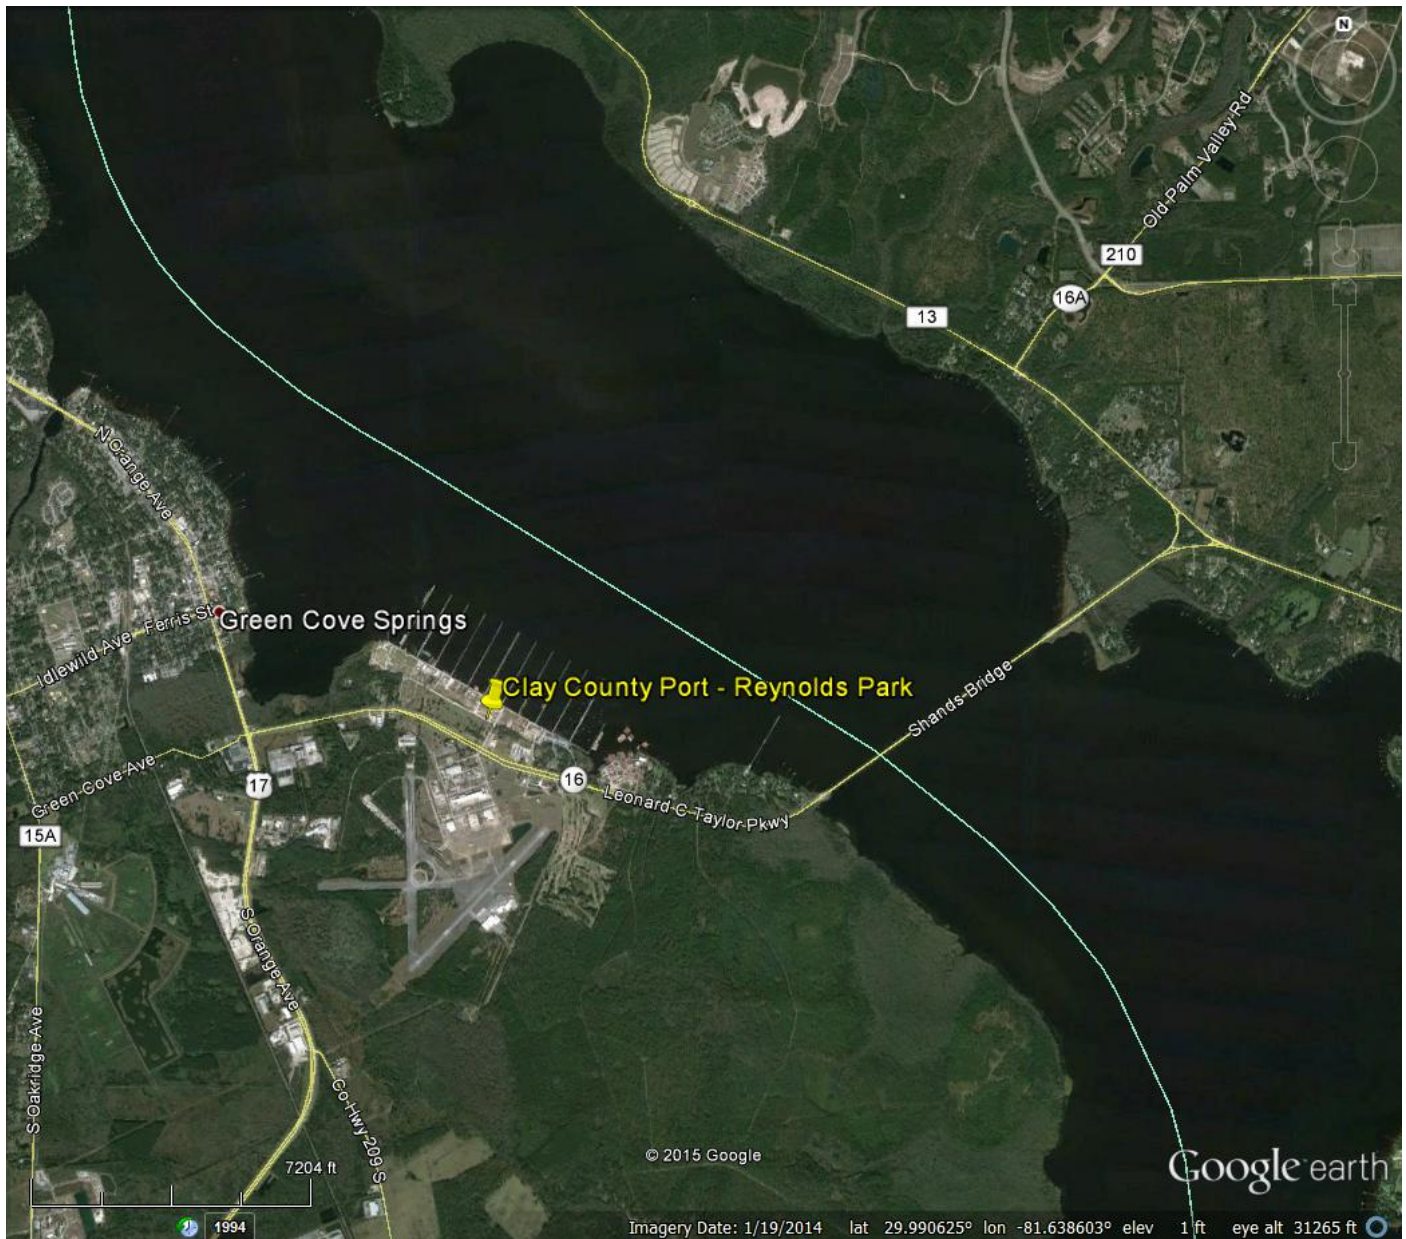 N
Old Palm Valley Rd
210
16A
13
N Orange Ave
Idlewild Ave
Ferris St
Green Cove Springs
Clay County Port - Reynolds Park
Shands Bridge
Green Cove Ave
17
16
Leonard C Taylor Pkwy
15A
S Orange Ave
S Oakridge Ave
Co Hwy 209 S
7204 ft
© 2015 Google
Google earth
1994
Imagery Date: 1/19/2014 lat 29.990625° lon -81.638603° elev 1 ft eye alt 31265 ft